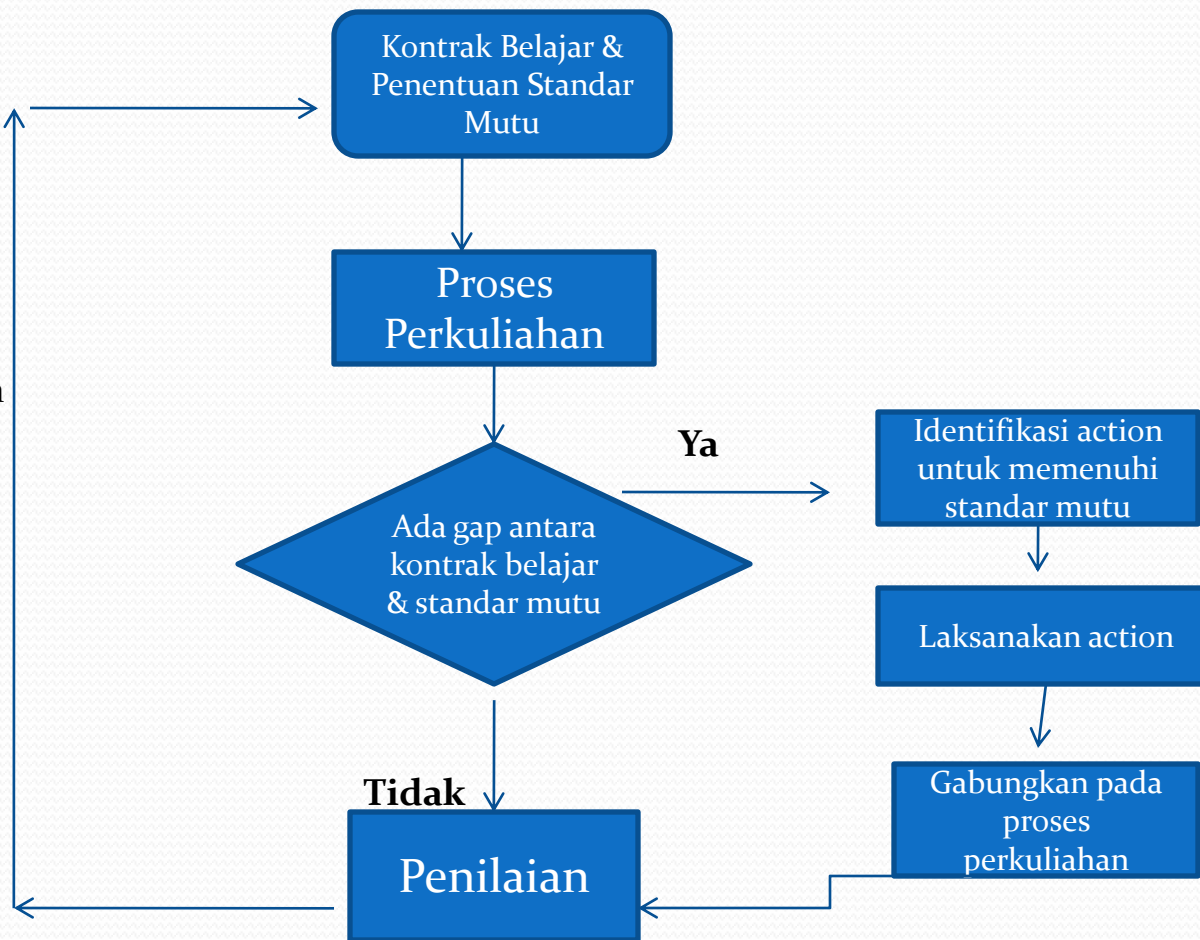 Kontrak Belajar &
Penentuan Standar
Mutu
Proses
Perkuliahan
Ya
Ada gap antara
kontrak belajar
& standar mutu
Identifikasi action
untuk memenuhi
standar mutu
Laksanakan action
Gabungkan pada
proses
perkuliahan
Tidak
Penilaian